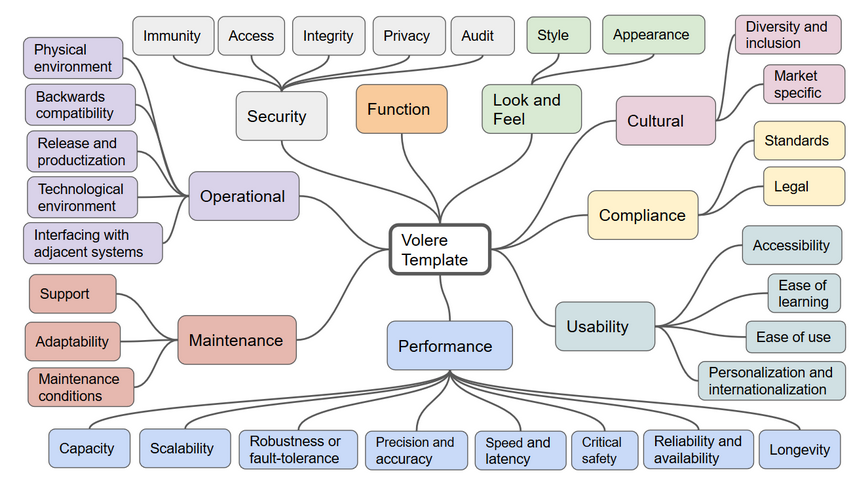 Immunity
Access
Integrity
Privacy
Audit
Style
Appearance
Diversity and
inclusion
Market
specific
Physical
environment
Backwards
compatibility
Release and
productization
Technological
environment
Interfacing with
adjacent systems
Security
Function
Look and
Feel
Cultural
Standards
Legal
Operational
Compliance
Volere
Template
Accessibility
Ease of
learning
Ease of use
Personalization and
internationalization
Usability
Support
Adaptability
Maintenance
conditions
Maintenance
Performance
Capacity
Scalability
Robustness or
fault-tolerance
Precision and
accuracy
Speed and
latency
Critical
safety
Reliability and
availability
Longevity